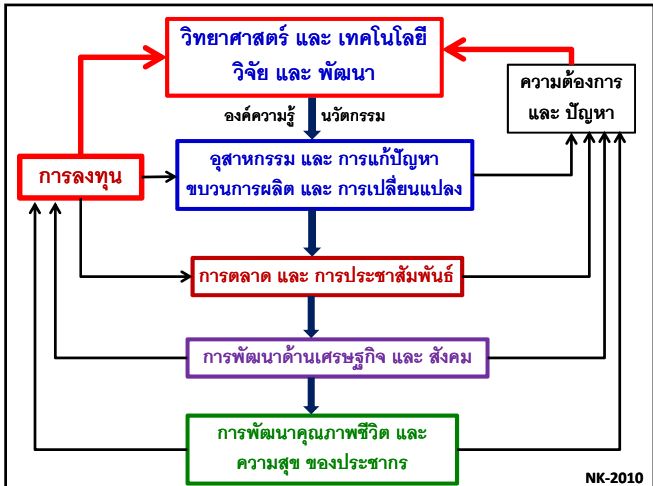 วิทยาศาสตร์ และ เทคโนโลยี
วิจัย และ พัฒนา
ความต้องการ
และ ปัญหา
องค์ความรู้ นวัตกรรม
การลงทุน
อุสาหกรรม และ การแก้ปัญหา
ขบวนการผลิต และ การเปลี่ยนแปลง
การตลาด และ การประชาสัมพันธ์
การพัฒนาด้านเศรษฐกิจ และ สังคม
การพัฒนาคุณภาพชีวิต และ
ความสุข ของประชากร
NK-2010